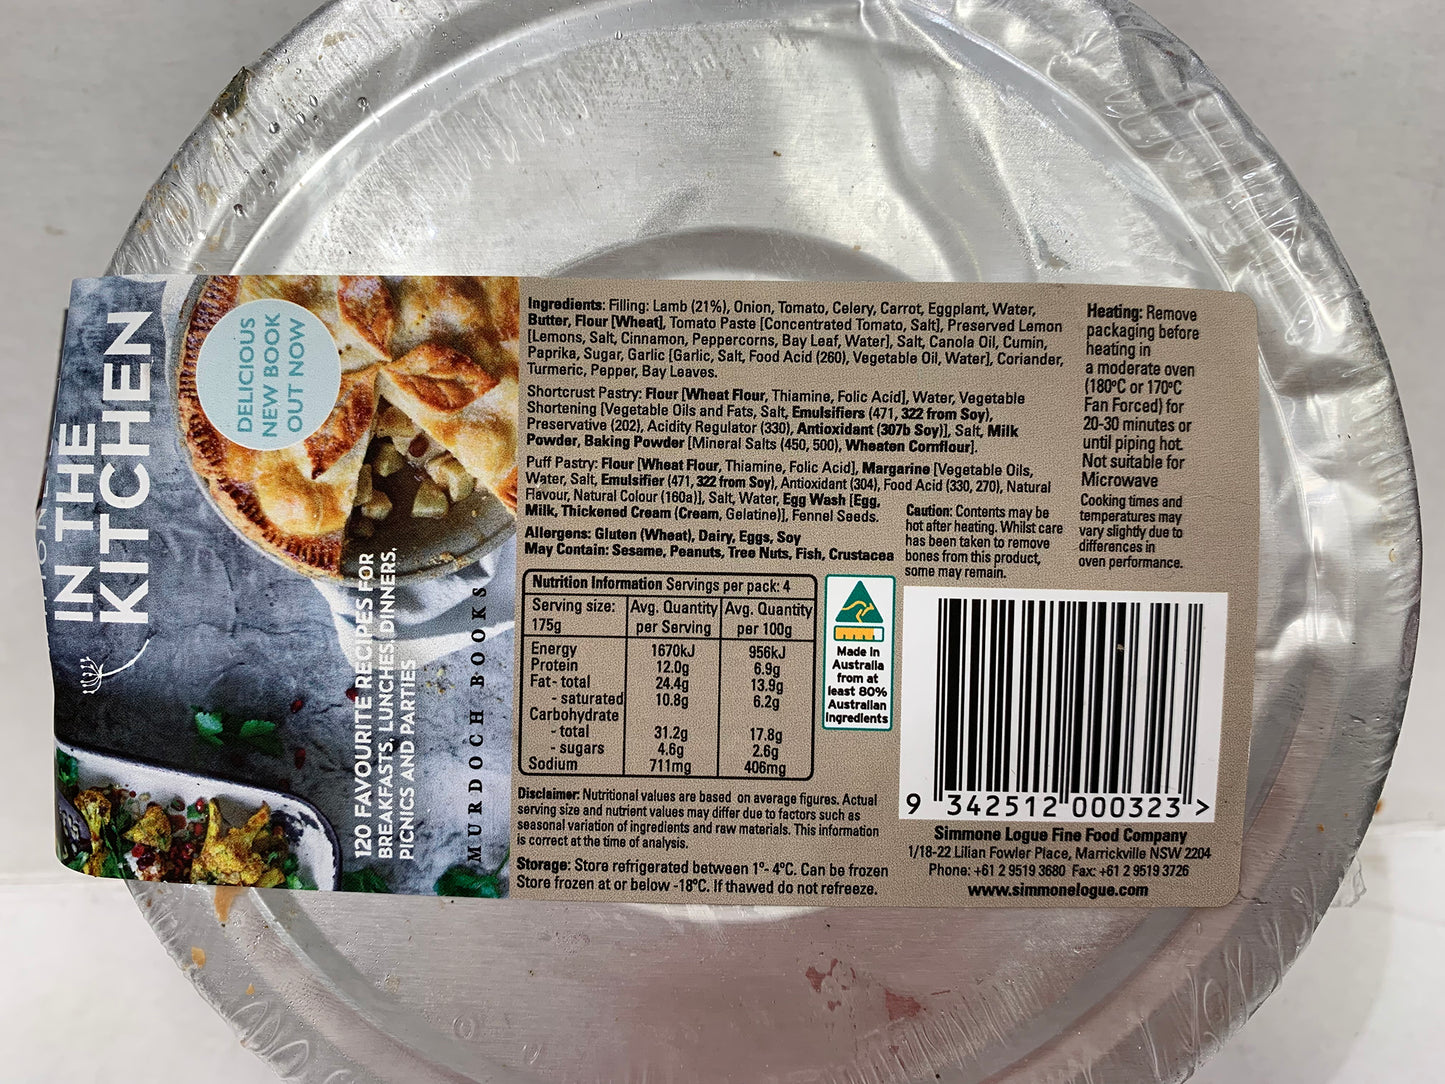 IN THE
KITCHEN
DELICIOUS
NEW BOOK
OUT NOW
120 FAVOURITE RECIPES FOR
BREAKFASTS, LUNCHES, DINNERS,
PICNICS AND PARTIES
MURDOCH BOOKS
Ingredients: Filling: Lamb (21%), Onion, Tomato, Celery, Carrot, Eggplant, Water,
Butter, Flour [Wheat], Tomato Paste [Concentrated Tomato, Salt], Preserved Lemon
[Lemons, Salt, Cinnamon, Peppercorns, Bay Leaf, Water], Salt, Canola Oil, Cumin,
Paprika, Sugar, Garlic [Garlic, Salt, Food Acid (260), Vegetable Oil, Water], Coriander,
Turmeric, Pepper, Bay Leaves.
Shortcrust Pastry: Flour [Wheat Flour, Thiamine, Folic Acid], Water, Vegetable
Shortening [Vegetable Oils and Fats, Salt, Emulsifiers (471, 322 from Soy),
Preservative (202), Acidity Regulator (330), Antioxidant (307b Soy)], Salt, Milk
Powder, Baking Powder [Mineral Salts (450, 500), Wheaten Cornflour].
Puff Pastry: Flour [Wheat Flour, Thiamine, Folic Acid], Margarine [Vegetable Oils,
Water, Salt, Emulsifier (471, 322 from Soy), Antioxidant (304), Food Acid (330, 270), Natural
Flavour, Natural Colour (160a)], Salt, Water, Egg Wash [Egg,
Milk, Thickened Cream (Cream, Gelatine)], Fennel Seeds.
Allergens: Gluten (Wheat), Dairy, Eggs, Soy
May Contain: Sesame, Peanuts, Tree Nuts, Fish, Crustacea
Nutrition Information Servings per pack: 4
Serving size: 175g Avg. Quantity per Serving Avg. Quantity per 100g
Energy 1670kJ 956kJ
Protein 12.0g 6.9g
Fat- total 24.4g 13.9g
- saturated 10.8g 6.2g
Carbohydrate
- total 31.2g 17.8g
- sugars 4.6g 2.6g
Sodium 711mg 406mg
Disclaimer: Nutritional values are based on average figures. Actual
serving size and nutrient values may differ due to factors such as
seasonal variation of ingredients and raw materials. This information
is correct at the time of analysis.
Storage: Store refrigerated between 1°- 4°C. Can be frozen
Store frozen at or below -18°C. If thawed do not refreeze.
Made in
Australia
from at
least 80%
Australian
ingredients
Caution: Contents may be
hot after heating. Whilst care
has been taken to remove
bones from this product,
some may remain.
Heating: Remove
packaging before
heating in
a moderate oven
(180°C or 170°C
Fan Forced) for
20-30 minutes or
until piping hot.
Not suitable for
Microwave
Cooking times and
temperatures may
vary slightly due to
differences in
oven performance.
9 342512 000323 >
Simmone Logue Fine Food Company
1/18-22 Lilian Fowler Place, Marrickville NSW 2204
Phone: +61 2 9519 3680 Fax: +61 2 9519 3726
www.simmonelogue.com